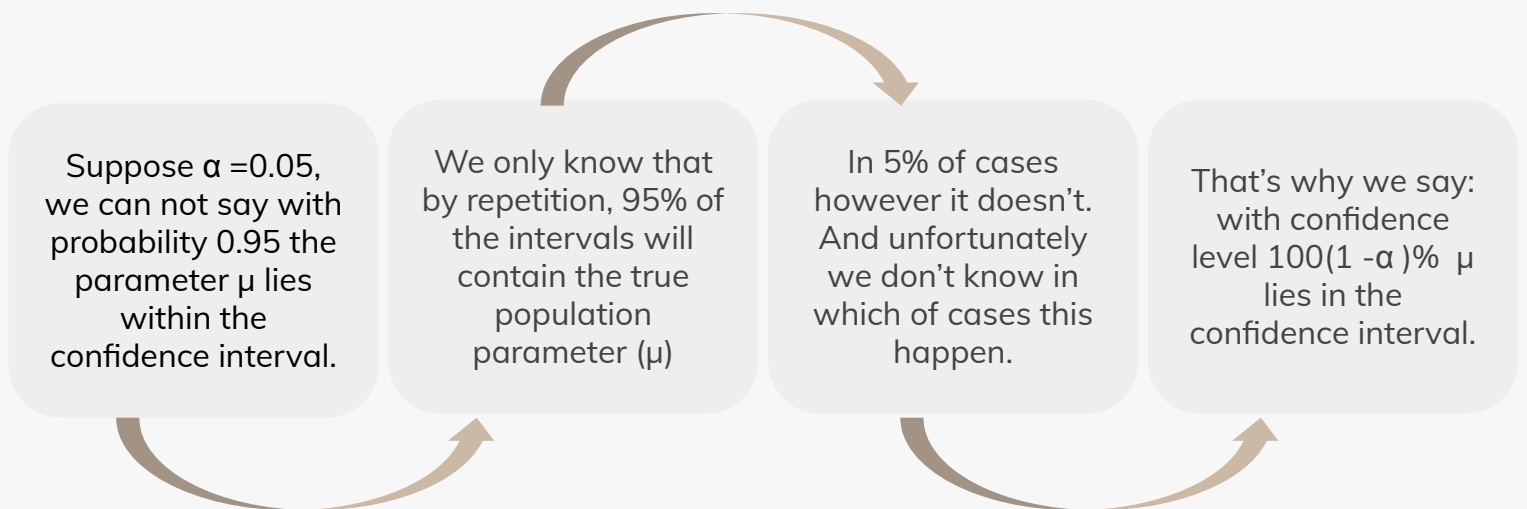 Suppose α =0.05,
we can not say with
probability 0.95 the
parameter μ lies
within the
confidence interval.
We only know that
by repetition, 95% of
the intervals will
contain the true
population
parameter (μ)
In 5% of cases
however it doesn’t.
And unfortunately
we don’t know in
which of cases this
happen.
That’s why we say:
with confidence
level 100(1 -α )%  μ
lies in the
confidence interval.